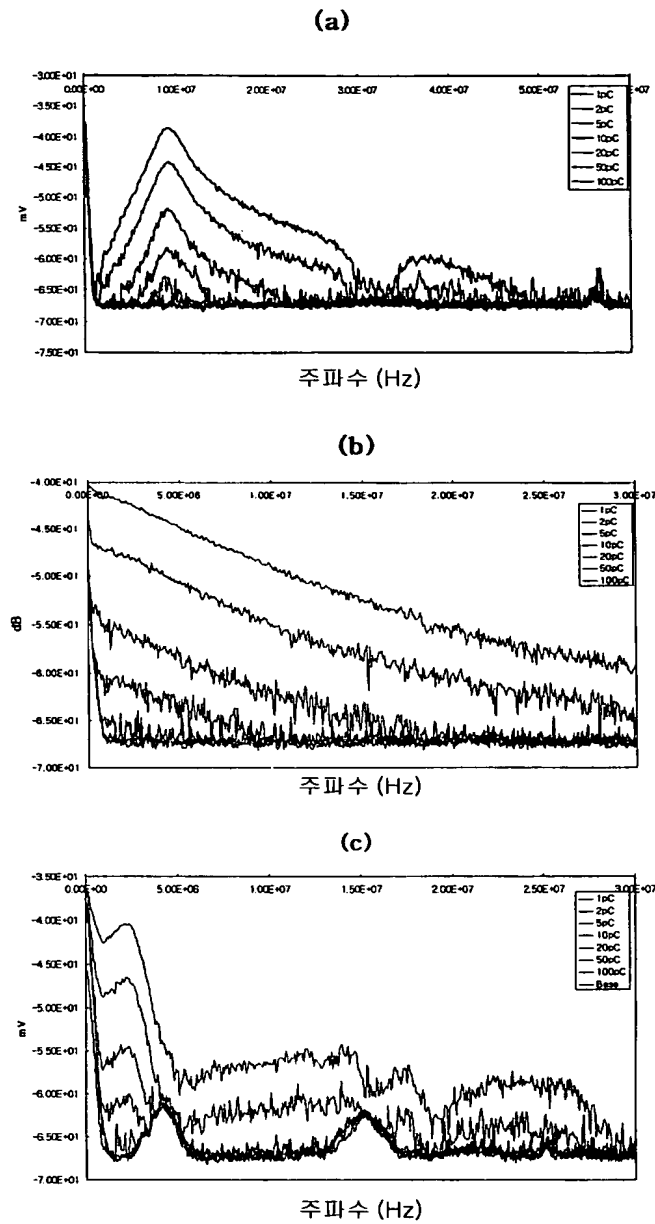 (a)
-3.00E+01
0.00E+00 1.00E+07 2.00E+07 3.00E+07 4.00E+07 5.00E+07 6.00E+07
-3.50E+01
-4.00E+01
-4.50E+01
-5.00E+01
-5.50E+01
-6.00E+01
-6.50E+01
-7.00E+01
-7.50E+01
mV
1pC
2pC
5pC
10pC
20pC
50pC
100pC
주파수 (Hz)
(b)
-4.00E+01
0.00E+00 5.00E+06 1.00E+07 1.50E+07 2.00E+07 2.50E+07 3.00E+07
-4.50E+01
-5.00E+01
-5.50E+01
-6.00E+01
-6.50E+01
-7.00E+01
dB
1pC
2pC
5pC
10pC
20pC
50pC
100pC
주파수 (Hz)
(c)
-3.50E+01
0.00E+00 5.00E+06 1.00E+07 1.50E+07 2.00E+07 2.50E+07 3.00E+07
-4.00E+01
-4.50E+01
-5.00E+01
-5.50E+01
-6.00E+01
-6.50E+01
-7.00E+01
mV
1pC
2pC
5pC
10pC
20pC
50pC
100pC
Base
주파수 (Hz)